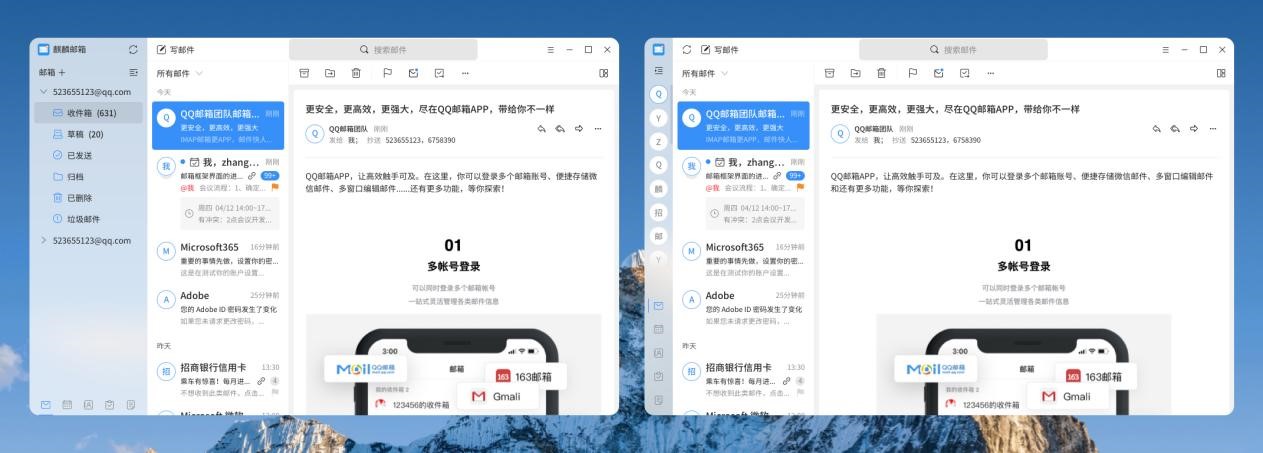 麒麟邮箱
写邮件
搜索邮件
邮箱
所有邮件
523655123@qq.com
收件箱 (631)
草稿 (20)
已发送
归档
已删除
垃圾邮件
523655123@qq.com
今天
Q
QQ邮箱团队邮箱... 刚刚
更安全，更高效，更强大
IMAP邮箱更APP，邮件快人...
我
我，zhang... 刚刚
邮箱框架界面的进... 99+
@我 会议流程：1、确定...
周四 04/12 14:00~17...
有冲突：2点会议开发...
M
Microsoft365 16分钟前
重要的事情先做，设置你的密...
这是在测试你的账户设置...
A
Adobe 25分钟前
您的 Adobe ID 密码发生了变化
如果您未请求更改密码，...
昨天
招
招商银行信用卡 13:30
乘车有惊喜！每月进... 4
不想收到此类邮件，点击...
更安全，更高效，更强大，尽在QQ邮箱APP，带给你不一样
Q
QQ邮箱团队 刚刚
发给 我； 抄送 523655123，6758390
QQ邮箱APP，让高效触手可及。在这里，你可以登录多个邮箱账号、便捷存储微
信邮件、多窗口编辑邮件......还有更多功能，等你探索！
01
多帐号登录
可以同时登录多个邮箱帐号
一站式灵活管理各类邮件信息
3:00
邮箱
Mail QQ邮箱
mail.qq.com
163 163邮箱
我的收件箱 2
Gmali
123456的收件箱
写邮件
搜索邮件
所有邮件
Q
Y
Z
Q
麟
招
邮
Y
今天
Q
QQ邮箱团队邮箱... 刚刚
更安全，更高效，更强大
IMAP邮箱更APP，邮件快人...
我
我，zhang... 刚刚
邮箱框架界面的进... 99+
@我 会议流程：1、确定...
周四 04/12 14:00~17...
有冲突：2点会议开发...
M
Microsoft365 16分钟前
重要的事情先做，设置你的密...
这是在测试你的账户设置...
A
Adobe 25分钟前
您的 Adobe ID 密码发生了变化
如果您未请求更改密码，...
昨天
招
招商银行信用卡 13:30
乘车有惊喜！每月进... 4
不想收到此类邮件，点击...
更安全，更高效，更强大，尽在QQ邮箱APP，带给你不一样
Q
QQ邮箱团队 刚刚
发给 我； 抄送 523655123，6758390
QQ邮箱APP，让高效触手可及。在这里，你可以登录多个邮箱账号、便捷存储微信邮件、多窗口编辑邮件
和还有更多功能，等你探索！
01
多帐号登录
可以同时登录多个邮箱帐号
一站式灵活管理各类邮件信息
3:00
邮箱
Mail QQ邮箱
mail.qq.com
163 163邮箱
我的收件箱 2
Gmali
123456的收件箱